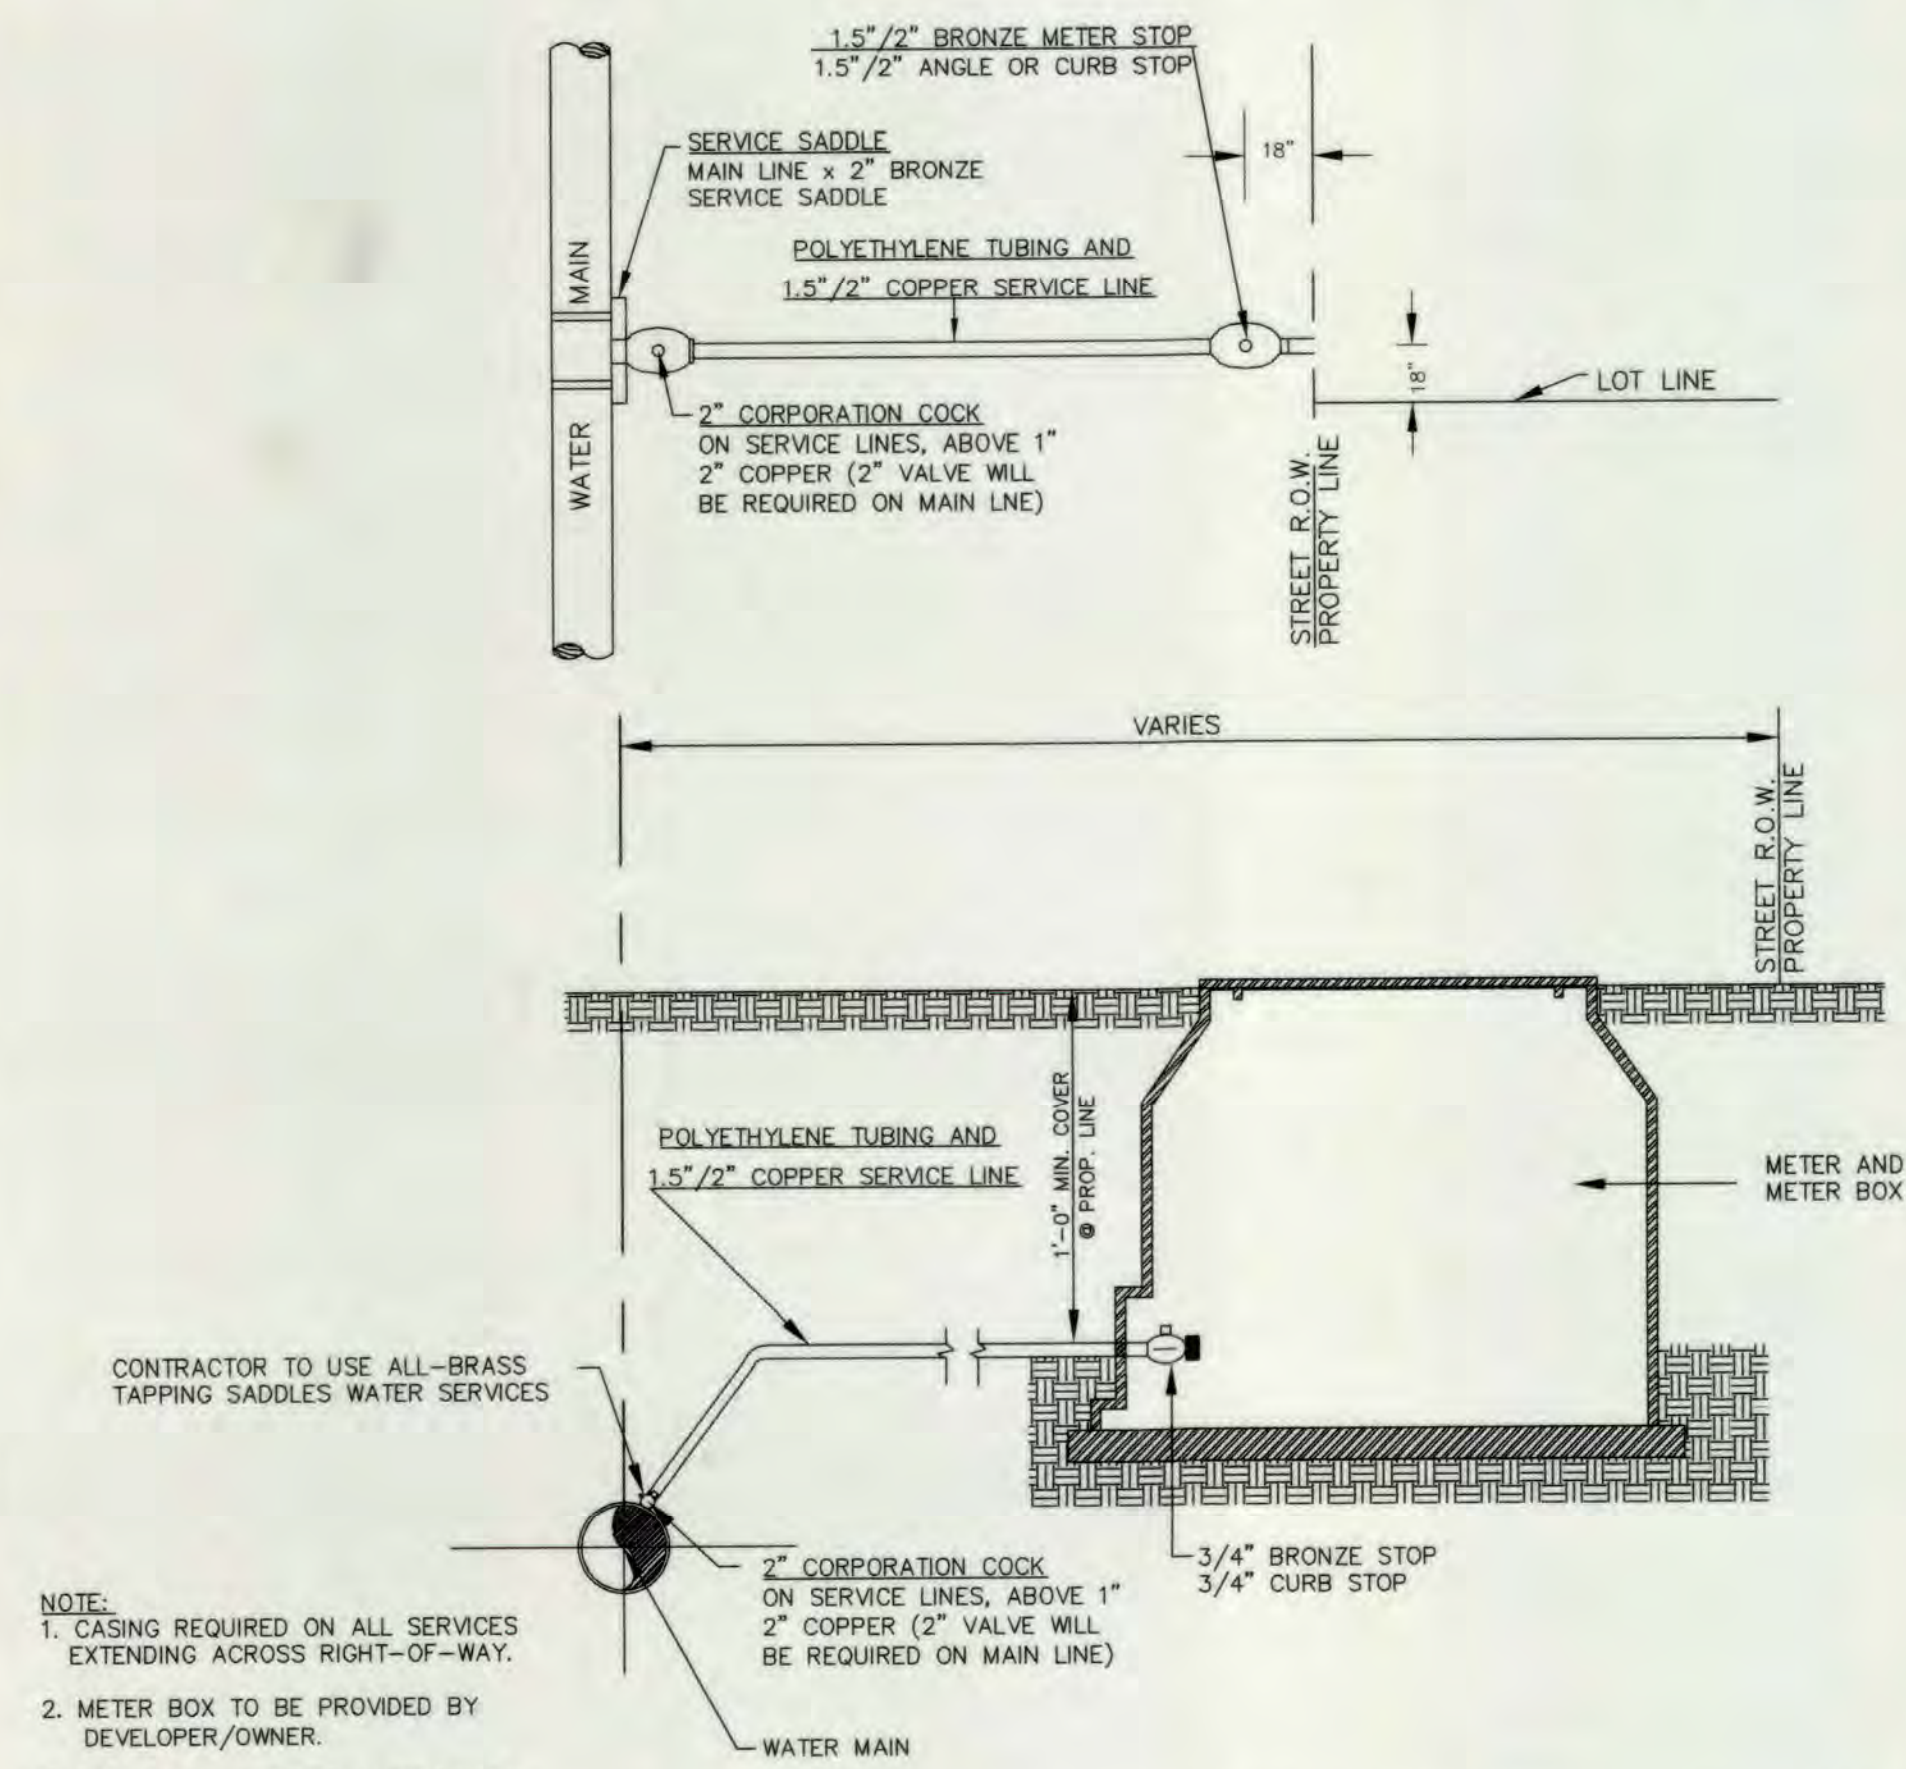 1.5"/2" BRONZE METER STOP
1.5"/2" ANGLE OR CURB STOP
SERVICE SADDLE
MAIN LINE x 2" BRONZE
SERVICE SADDLE
18"
POLYETHYLENE TUBING AND
1.5"/2" COPPER SERVICE LINE
WATER MAIN
18"
LOT LINE
2" CORPORATION COCK
ON SERVICE LINES, ABOVE 1"
2" COPPER (2" VALVE WILL
BE REQUIRED ON MAIN LNE)
STREET R.O.W.
PROPERTY LINE
VARIES
STREET R.O.W.
PROPERTY LINE
1'-0" MIN. COVER
@ PROP. LINE
POLYETHYLENE TUBING AND
1.5"/2" COPPER SERVICE LINE
METER AND
METER BOX
CONTRACTOR TO USE ALL-BRASS
TAPPING SADDLES WATER SERVICES
3/4" BRONZE STOP
3/4" CURB STOP
2" CORPORATION COCK
ON SERVICE LINES, ABOVE 1"
2" COPPER (2" VALVE WILL
BE REQUIRED ON MAIN LINE)
NOTE:
1. CASING REQUIRED ON ALL SERVICES
EXTENDING ACROSS RIGHT-OF-WAY.
2. METER BOX TO BE PROVIDED BY
DEVELOPER/OWNER.
WATER MAIN